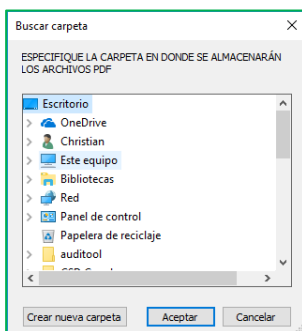 Buscar carpeta
ESPECIFIQUE LA CARPETA EN DONDE SE ALMACENARÁN
LOS ARCHIVOS PDF
Escritorio
OneDrive
Christian
Este equipo
Bibliotecas
Red
Panel de control
Papelera de reciclaje
auditool
Crear nueva carpeta Aceptar Cancelar